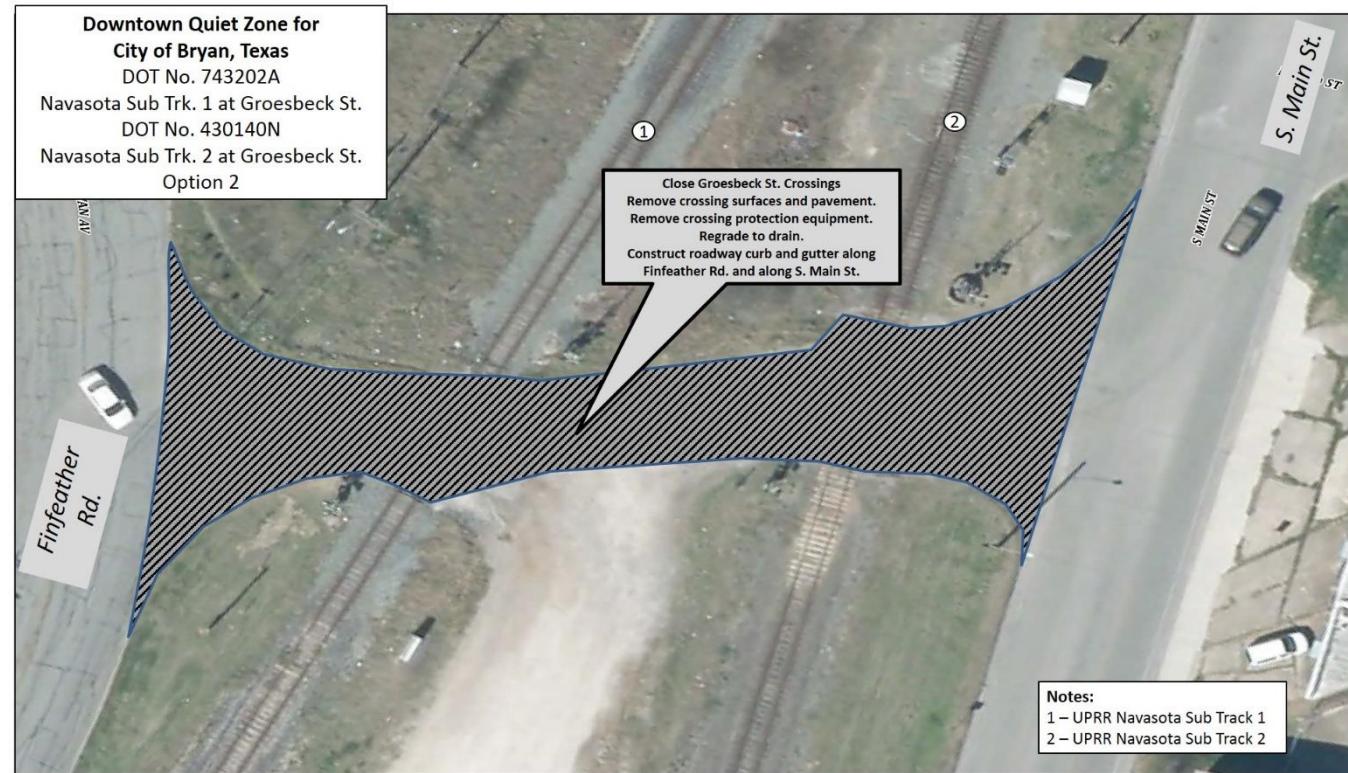 Downtown Quiet Zone for
City of Bryan, Texas
DOT No. 743202A
Navasota Sub Trk. 1 at Groesbeck St.
DOT No. 430140N
Navasota Sub Trk. 2 at Groesbeck St.
Option 2
1
2
S. Main St.
ST
S MAIN ST
AN AV
Close Groesbeck St. Crossings
Remove crossing surfaces and pavement.
Remove crossing protection equipment.
Regrade to drain.
Construct roadway curb and gutter along
Finfeather Rd. and along S. Main St.
Finfeather
Rd.
Notes:
1 – UPRR Navasota Sub Track 1
2 – UPRR Navasota Sub Track 2